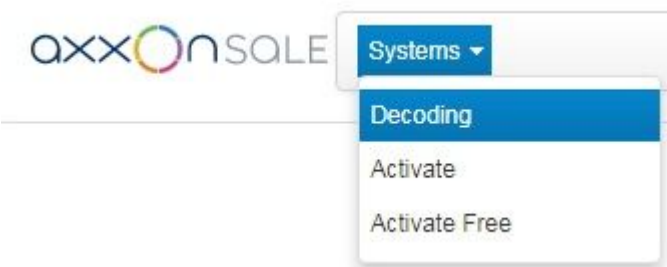 axxOnSALE
Systems
Decoding
Activate
Activate Free